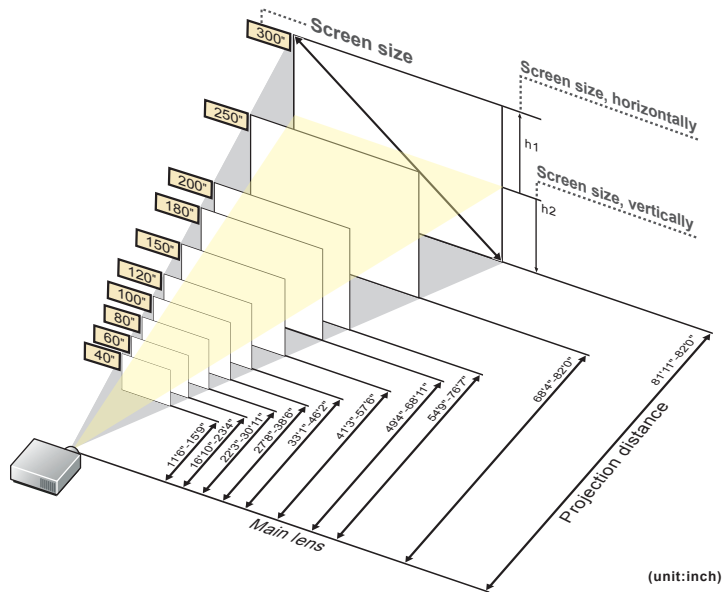 300"
Screen size
250"
200"
180"
150"
120"
100"
80"
60"
40"
Screen size, horizontally
h1
Screen size, vertically
h2
11'6"-15'9"
16'10"-23'4"
22'3"-30'11"
27'8"-38'6"
33'1"-46'2"
41'3"-57'6"
49'4"-68'11"
54'9"-76'7"
68'4"-82'0"
81'11"-82'0"
Main lens
Projection distance
(unit:inch)